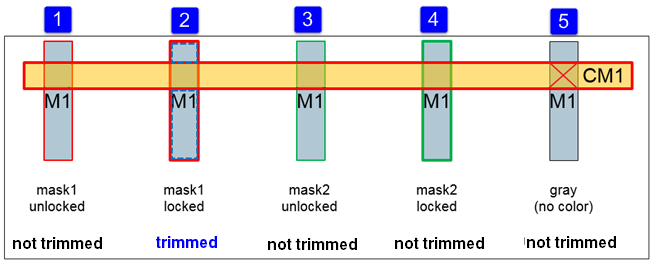 1 2 3 4 5
CM1
M1 M1 M1 M1 M1
mask1 mask1 mask2 mask2 gray
unlocked locked unlocked locked (no color)
not trimmed trimmed not trimmed not trimmed not trimmed